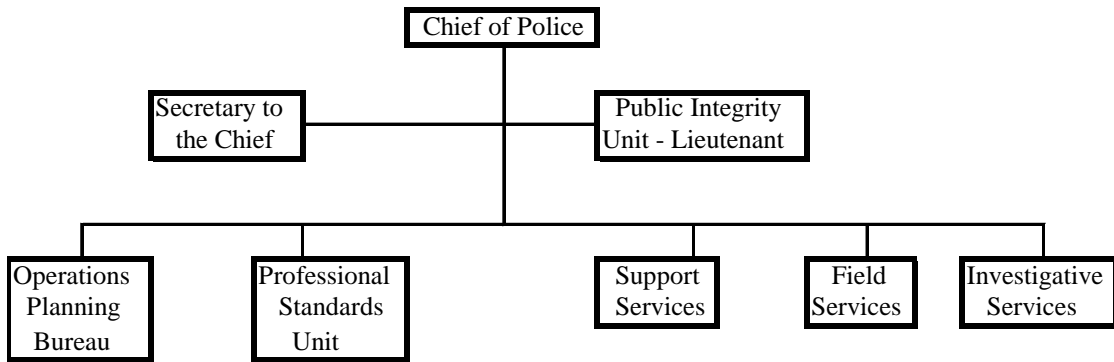 Chief of Police
Secretary to
the Chief
Public Integrity
Unit - Lieutenant
Operations
Planning
Bureau
Professional
Standards
Unit
Support
Services
Field
Services
Investigative
Services